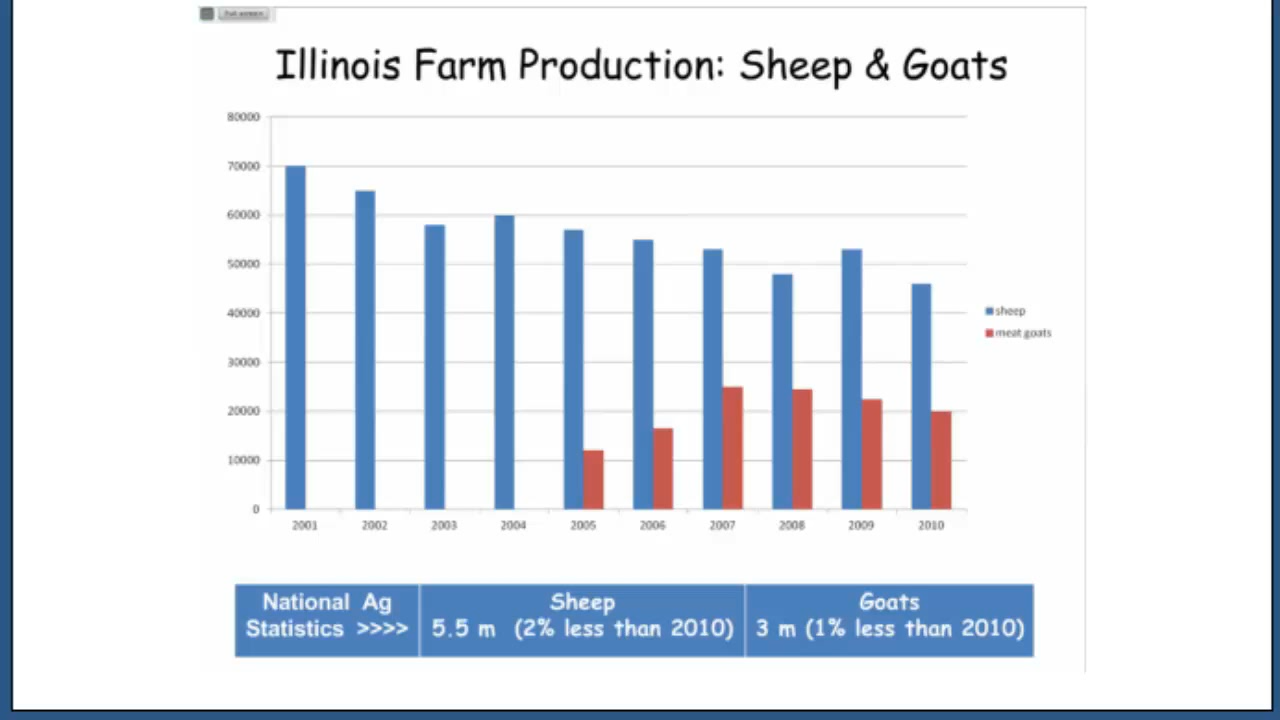 Full screen
Illinois Farm Production: Sheep & Goats
80000
70000
60000
50000
40000
30000
20000
10000
0
2001 2002 2003 2004 2005 2006 2007 2008 2009 2010
sheep
meat goats
National Ag
Statistics >>>>
Sheep
5.5 m (2% less than 2010)
Goats
3 m (1% less than 2010)